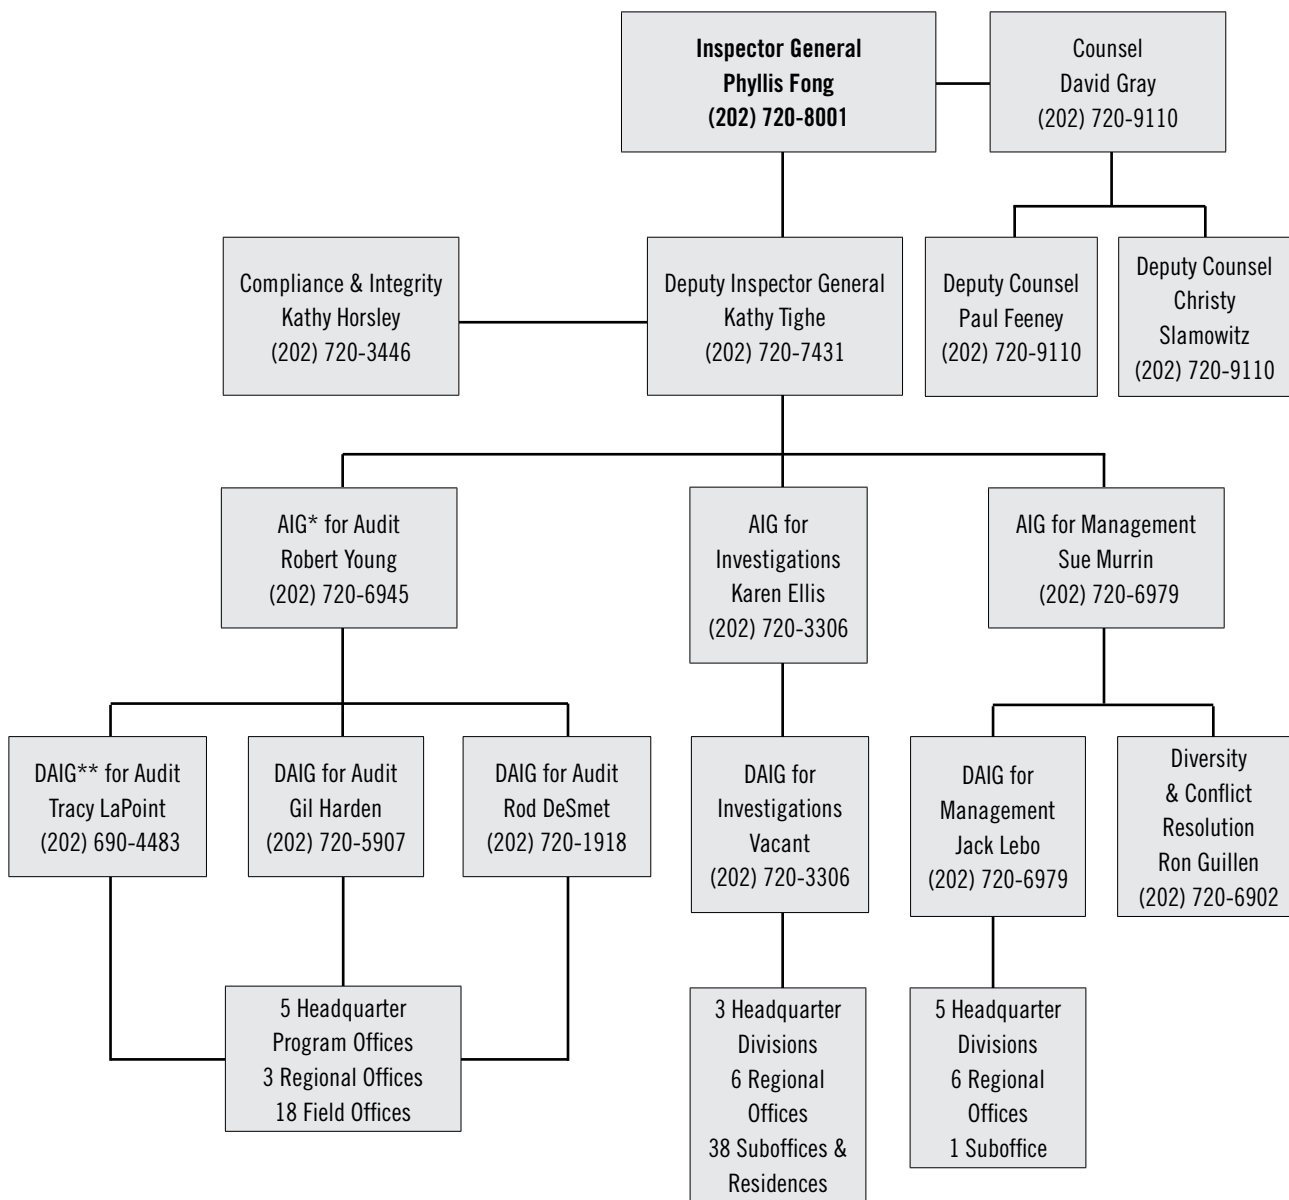 Inspector General
Phyllis Fong
(202) 720-8001
Counsel
David Gray
(202) 720-9110
Compliance & Integrity
Kathy Horsley
(202) 720-3446
Deputy Inspector General
Kathy Tighe
(202) 720-7431
Deputy Counsel
Paul Feeney
(202) 720-9110
Deputy Counsel
Christy
Slamowitz
(202) 720-9110
AIG* for Audit
Robert Young
(202) 720-6945
AIG for
Investigations
Karen Ellis
(202) 720-3306
AIG for Management
Sue Murrin
(202) 720-6979
DAIG** for Audit
Tracy LaPoint
(202) 690-4483
DAIG for Audit
Gil Harden
(202) 720-5907
DAIG for Audit
Rod DeSmet
(202) 720-1918
DAIG for
Investigations
Vacant
(202) 720-3306
DAIG for
Management
Jack Lebo
(202) 720-6979
Diversity
& Conflict
Resolution
Ron Guillen
(202) 720-6902
5 Headquarter
Program Offices
3 Regional Offices
18 Field Offices
3 Headquarter
Divisions
6 Regional
Offices
38 Suboffices &
Residences
5 Headquarter
Divisions
6 Regional
Offices
1 Suboffice